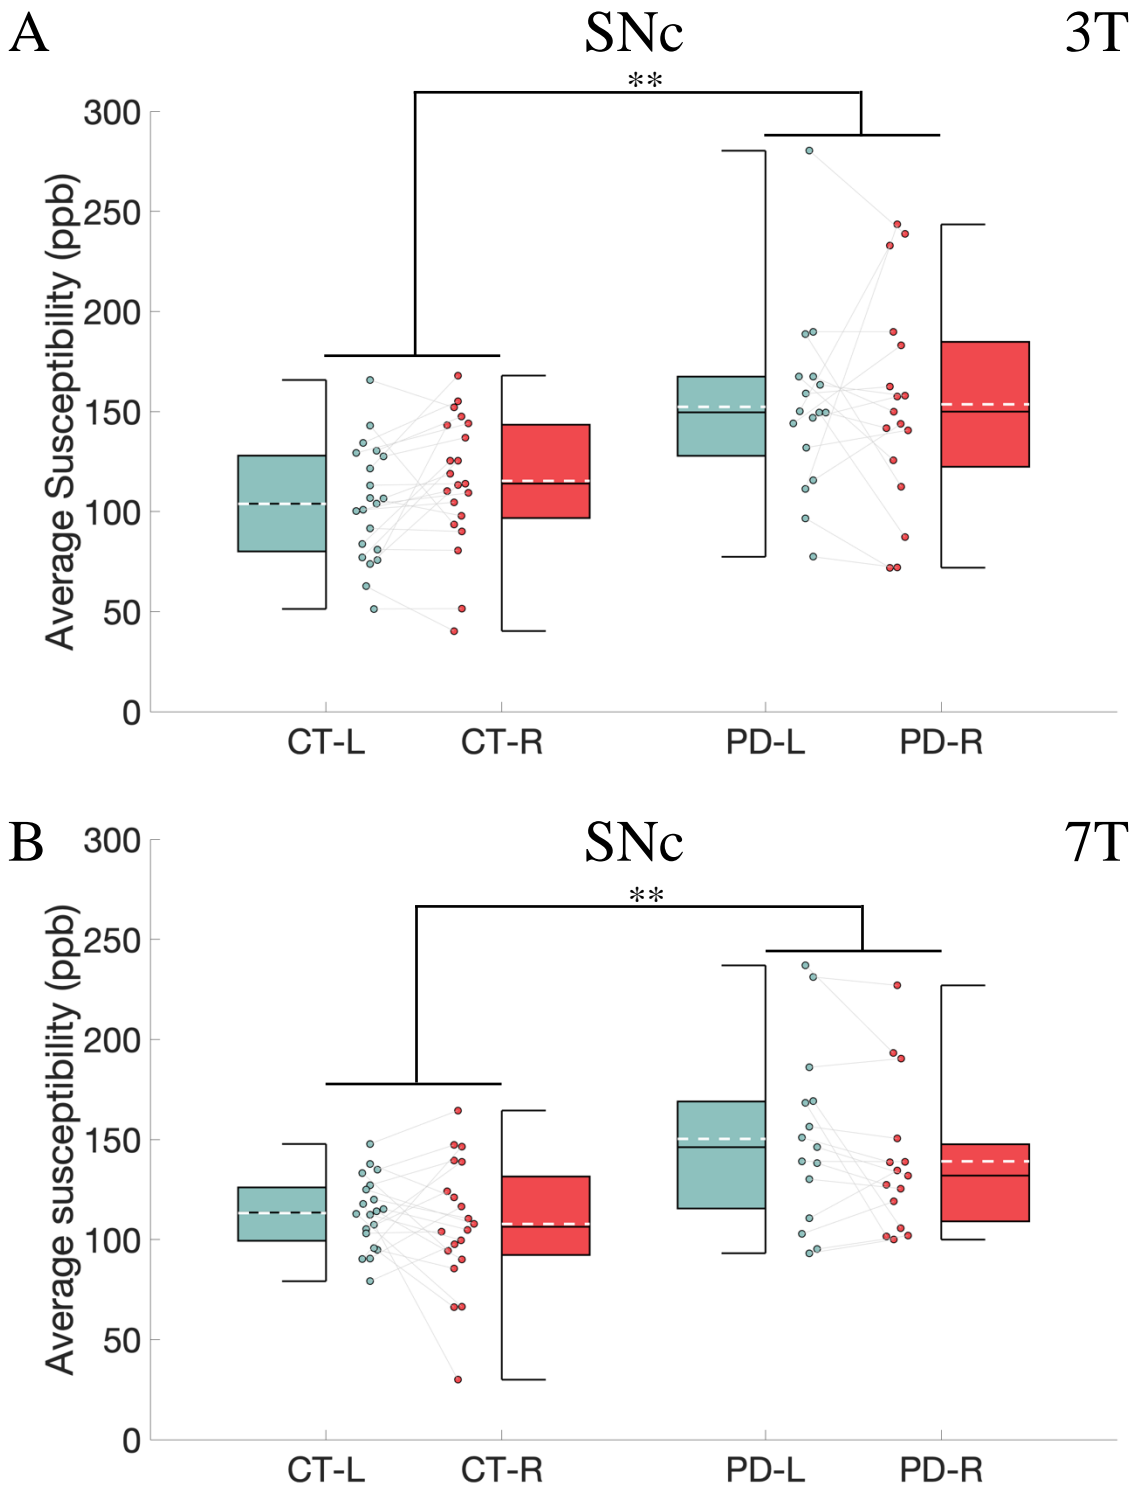 A SNc 3T
**
300
250
200
150
100
50
0
Average Susceptibility (ppb)
CT-L CT-R PD-L PD-R
B SNc 7T
**
300
250
200
150
100
50
0
Average susceptibility (ppb)
CT-L CT-R PD-L PD-R